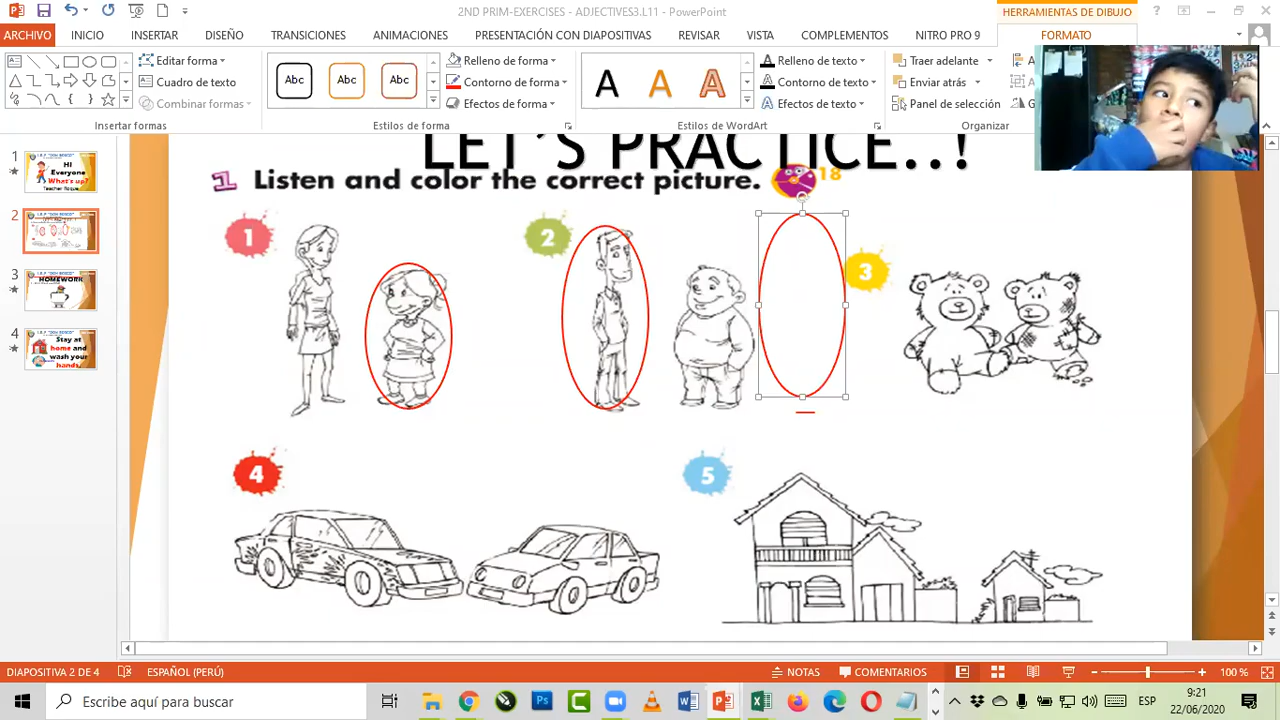 2ND PRIM-EXERCISES - ADJECTIVES3.L11 - PowerPoint
HERRAMIENTAS DE DIBUJO
ARCHIVO INICIO INSERTAR DISEÑO TRANSICIONES ANIMACIONES PRESENTACIÓN CON DIAPOSITIVAS REVISAR VISTA COMPLEMENTOS NITRO PRO 9 FORMATO
Editar forma
Cuadro de texto
Combinar formas
Insertar formas
Abc Abc Abc
Relleno de forma
Contorno de forma
Efectos de forma
Estilos de forma
A A A
Relleno de texto
Contorno de texto
Efectos de texto
Estilos de WordArt
Traer adelante
Enviar atrás
Panel de selección
Organizar
1
HI
Everyone
What's up?
Teacher Roque
2
3
HOMEWORK
4
Stay at
home and
wash your
hands.
LET'S PRACTICE..!
1 Listen and color the correct picture. 18
1
2
3
4
5
DIAPOSITIVA 2 DE 4 ESPAÑOL (PERÚ) NOTAS COMENTARIOS 100 %
Escribe aquí para buscar
ESP
9:21
22/06/2020